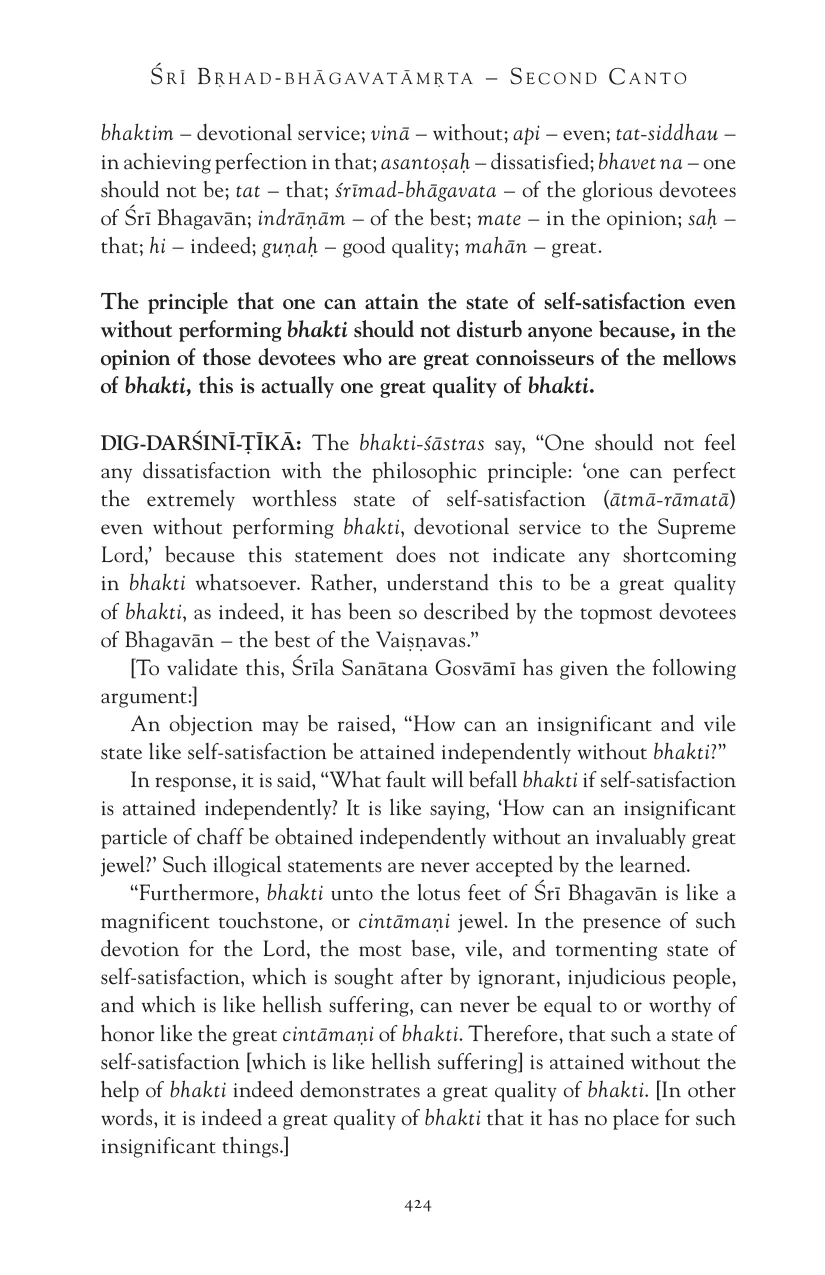 Śrī Bṛhad-bhāgavatāmṛta – Second Canto
bhaktim – devotional service; vinā – without; api – even; tat-siddhau –
in achieving perfection in that; asantoṣaḥ – dissatisfied; bhavet na – one
should not be; tat – that; śrīmad-bhāgavata – of the glorious devotees
of Śrī Bhagavān; indrāṇām – of the best; mate – in the opinion; saḥ –
that; hi – indeed; guṇaḥ – good quality; mahān – great.
The principle that one can attain the state of self-satisfaction even
without performing bhakti should not disturb anyone because, in the
opinion of those devotees who are great connoisseurs of the mellows
of bhakti, this is actually one great quality of bhakti.
DIG-DARŚINĪ-ṬĪKĀ: The bhakti-śāstras say, “One should not feel
any dissatisfaction with the philosophic principle: ‘one can perfect
the extremely worthless state of self-satisfaction (ātmā-rāmatā)
even without performing bhakti, devotional service to the Supreme
Lord,’ because this statement does not indicate any shortcoming
in bhakti whatsoever. Rather, understand this to be a great quality
of bhakti, as indeed, it has been so described by the topmost devotees
of Bhagavān – the best of the Vaiṣṇavas.”
[To validate this, Śrīla Sanātana Gosvāmī has given the following
argument:]
An objection may be raised, “How can an insignificant and vile
state like self-satisfaction be attained independently without bhakti?”
In response, it is said, “What fault will befall bhakti if self-satisfaction
is attained independently? It is like saying, ‘How can an insignificant
particle of chaff be obtained independently without an invaluably great
jewel?’ Such illogical statements are never accepted by the learned.
“Furthermore, bhakti unto the lotus feet of Śrī Bhagavān is like a
magnificent touchstone, or cintāmaṇi jewel. In the presence of such
devotion for the Lord, the most base, vile, and tormenting state of
self-satisfaction, which is sought after by ignorant, injudicious people,
and which is like hellish suffering, can never be equal to or worthy of
honor like the great cintāmaṇi of bhakti. Therefore, that such a state of
self-satisfaction [which is like hellish suffering] is attained without the
help of bhakti indeed demonstrates a great quality of bhakti. [In other
words, it is indeed a great quality of bhakti that it has no place for such
insignificant things.]
424